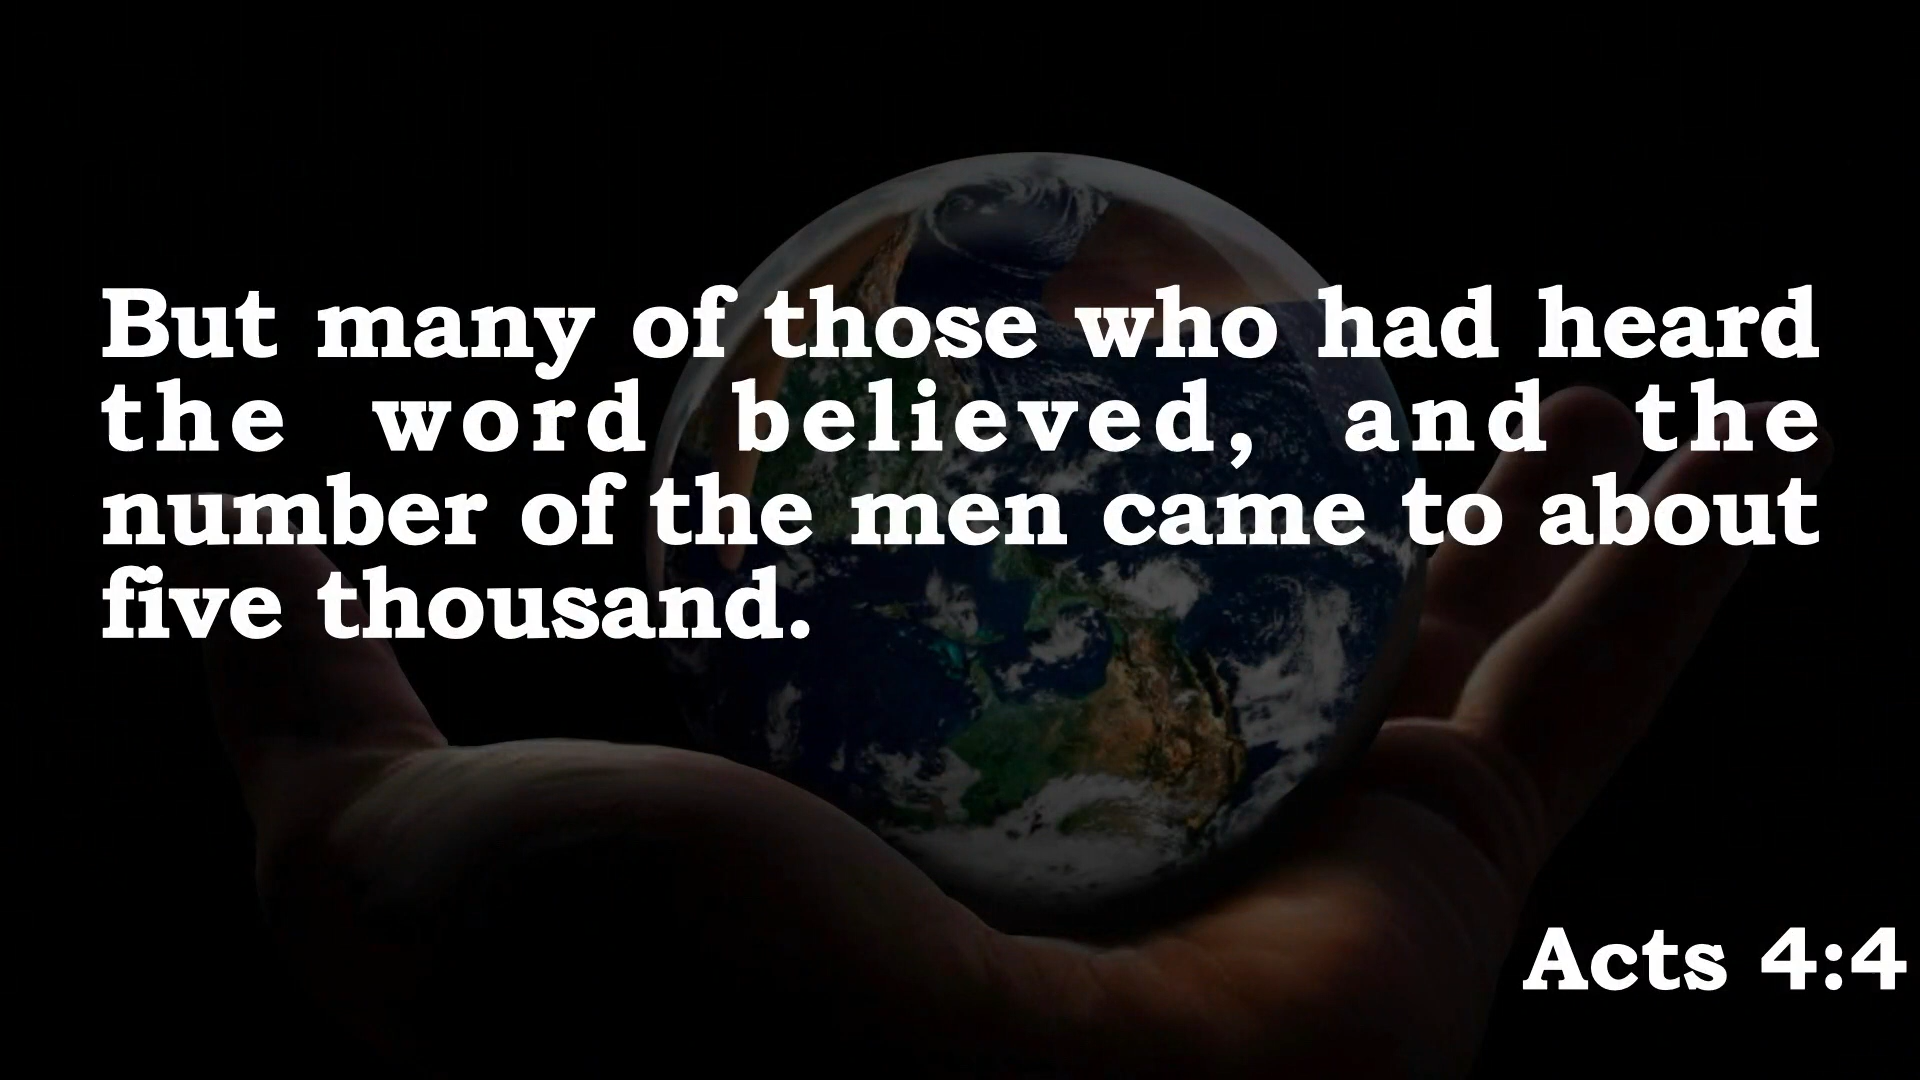 But many of those who had heard
the word believed, and the
number of the men came to about
five thousand.
Acts 4:4